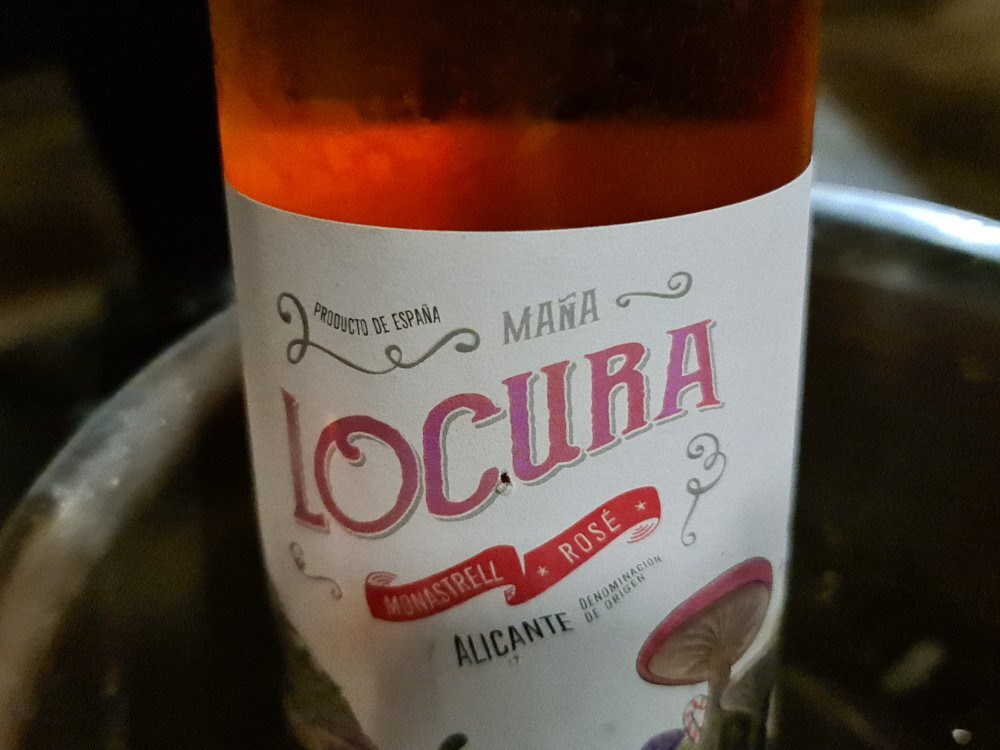 PRODUCTO DE ESPAÑA
MAÑA
LOCURA
MONASTRELL ROSÉ
ALICANTE
DENOMINACION
DE ORIGEN